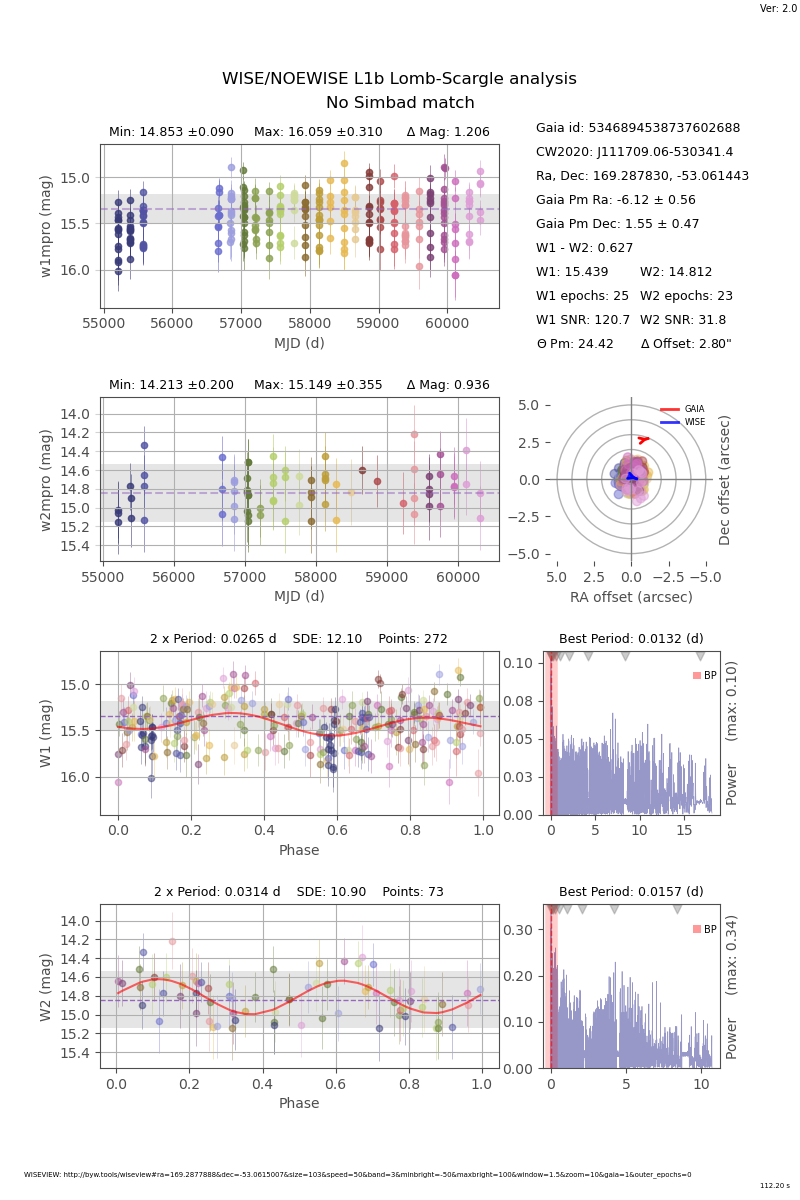 Ver: 2.0
WISE/NOEWISE L1b Lomb-Scargle analysis
No Simbad match
Min: 14.853 ±0.090 Max: 16.059 ±0.310 Δ Mag: 1.206
15.0
15.5
16.0
w1mpro (mag)
55000 56000 57000 58000 59000 60000
MJD (d)
Gaia id: 5346894538737602688
CW2020: J111709.06-530341.4
Ra, Dec: 169.287830, -53.061443
Gaia Pm Ra: -6.12 ± 0.56
Gaia Pm Dec: 1.55 ± 0.47
W1 - W2: 0.627
W1: 15.439 W2: 14.812
W1 epochs: 25 W2 epochs: 23
W1 SNR: 120.7 W2 SNR: 31.8
Θ Pm: 24.42 Δ Offset: 2.80"
Min: 14.213 ±0.200 Max: 15.149 ±0.355 Δ Mag: 0.936
14.0
14.2
14.4
14.6
14.8
15.0
15.2
15.4
w2mpro (mag)
55000 56000 57000 58000 59000 60000
MJD (d)
5.0
2.5
0.0
−2.5
−5.0
GAIA
WISE
Dec offset (arcsec)
5.0 2.5 0.0 −2.5 −5.0
RA offset (arcsec)
2 x Period: 0.0265 d SDE: 12.10 Points: 272
15.0
15.5
16.0
W1 (mag)
0.0 0.2 0.4 0.6 0.8 1.0
Phase
Best Period: 0.0132 (d)
0.10
0.08
0.05
0.03
0.00
BP
Power (max: 0.10)
0 5 10 15
2 x Period: 0.0314 d SDE: 10.90 Points: 73
14.0
14.2
14.4
14.6
14.8
15.0
15.2
15.4
W2 (mag)
0.0 0.2 0.4 0.6 0.8 1.0
Phase
Best Period: 0.0157 (d)
0.30
0.20
0.10
0.00
BP
Power (max: 0.34)
0 5 10
WISEVIEW: http://byw.tools/wiseview#ra=169.2877888&dec=-53.0615007&size=103&speed=50&band=3&minbright=-50&maxbright=100&window=1.5&zoom=10&gaia=1&outer_epochs=0
112.20 s